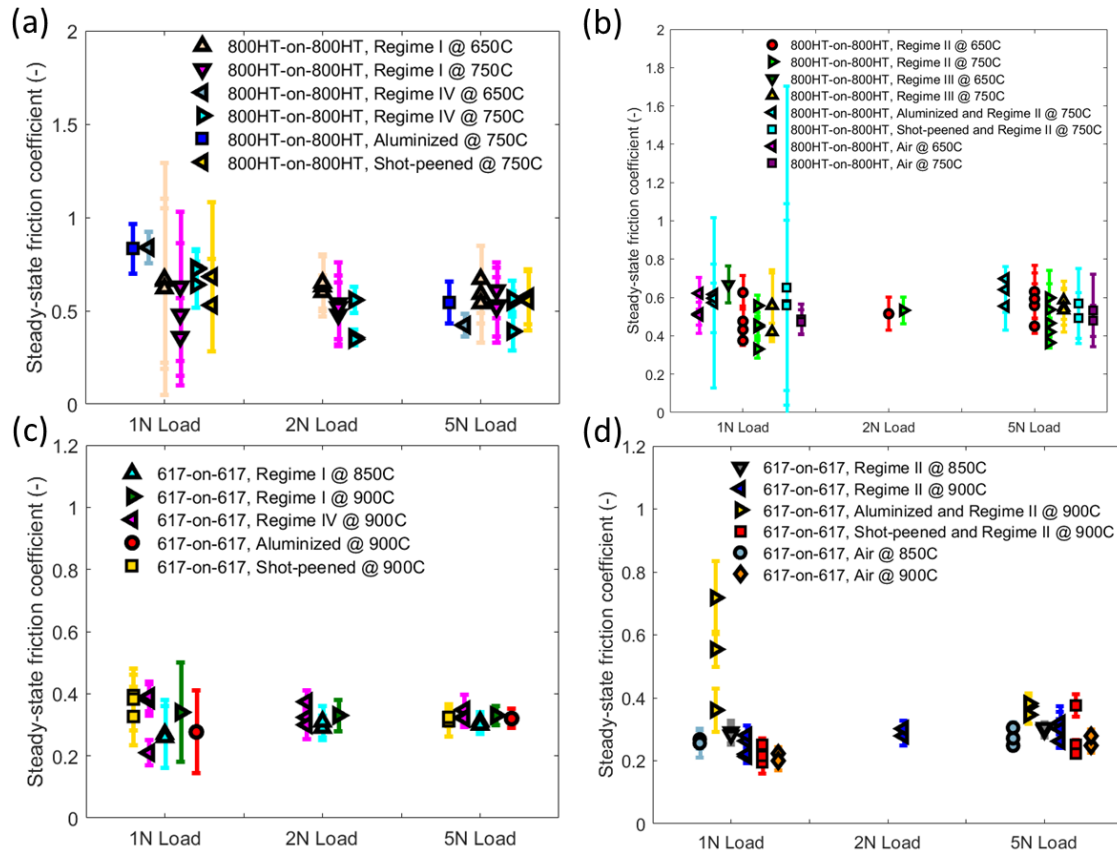 (a)
Steady-state friction coefficient (-)
2
1.5
1
0.5
0
800HT-on-800HT, Regime I @ 650C
800HT-on-800HT, Regime I @ 750C
800HT-on-800HT, Regime IV @ 650C
800HT-on-800HT, Regime IV @ 750C
800HT-on-800HT, Aluminized @ 750C
800HT-on-800HT, Shot-peened @ 750C
1N Load 2N Load 5N Load
(b)
Steady-state friction coefficient (-)
2
1.8
1.6
1.4
1.2
1
0.8
0.6
0.4
0.2
0
800HT-on-800HT, Regime II @ 650C
800HT-on-800HT, Regime II @ 750C
800HT-on-800HT, Regime III @ 650C
800HT-on-800HT, Regime III @ 750C
800HT-on-800HT, Aluminized and Regime II @ 750C
800HT-on-800HT, Shot-peened and Regime II @ 750C
800HT-on-800HT, Air @ 650C
800HT-on-800HT, Air @ 750C
1N Load 2N Load 5N Load
(c)
Steady-state friction coefficient (-)
1.2
1
0.8
0.6
0.4
0.2
0
617-on-617, Regime I @ 850C
617-on-617, Regime I @ 900C
617-on-617, Regime IV @ 900C
617-on-617, Aluminized @ 900C
617-on-617, Shot-peened @ 900C
1N Load 2N Load 5N Load
(d)
Steady-state friction coefficient (-)
1.2
1
0.8
0.6
0.4
0.2
0
617-on-617, Regime II @ 850C
617-on-617, Regime II @ 900C
617-on-617, Aluminized and Regime II @ 900C
617-on-617, Shot-peened and Regime II @ 900C
617-on-617, Air @ 850C
617-on-617, Air @ 900C
1N Load 2N Load 5N Load